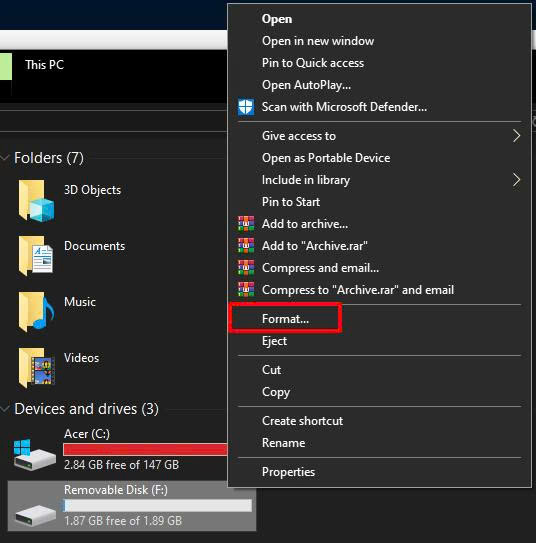 Open
Open in new window
This PC
Pin to Quick access
Open AutoPlay...
Scan with Microsoft Defender...
Give access to
Folders (7)
Open as Portable Device
3D Objects
Include in library
Pin to Start
Add to archive...
Documents
Add to "Archive.rar"
Compress and email...
Compress to "Archive.rar" and email
Music
Format...
Eject
Videos
Cut
Copy
Devices and drives (3)
Create shortcut
Acer (C:)
Rename
2.84 GB free of 147 GB
Properties
Removable Disk (F:)
1.87 GB free of 1.89 GB